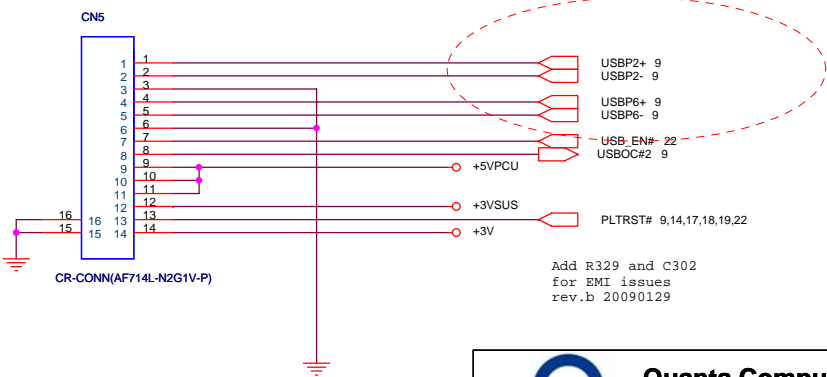 CN5
1 1 USBP2+ 9
2 2 USBP2- 9
3 3
4 4 USBP6+ 9
5 5 USBP6- 9
6 6
7 7 USB_EN# 22
8 8 USBOC#2 9
9 9 +5VPCU
10 10
11 11
12 12 +3VSUS
16 16 13 13 PLTRST# 9,14,17,18,19,22
15 15 14 14 +3V
CR-CONN(AF714L-N2G1V-P)
Add R329 and C302
for EMI issues
rev.b 20090129
Quanta Compu